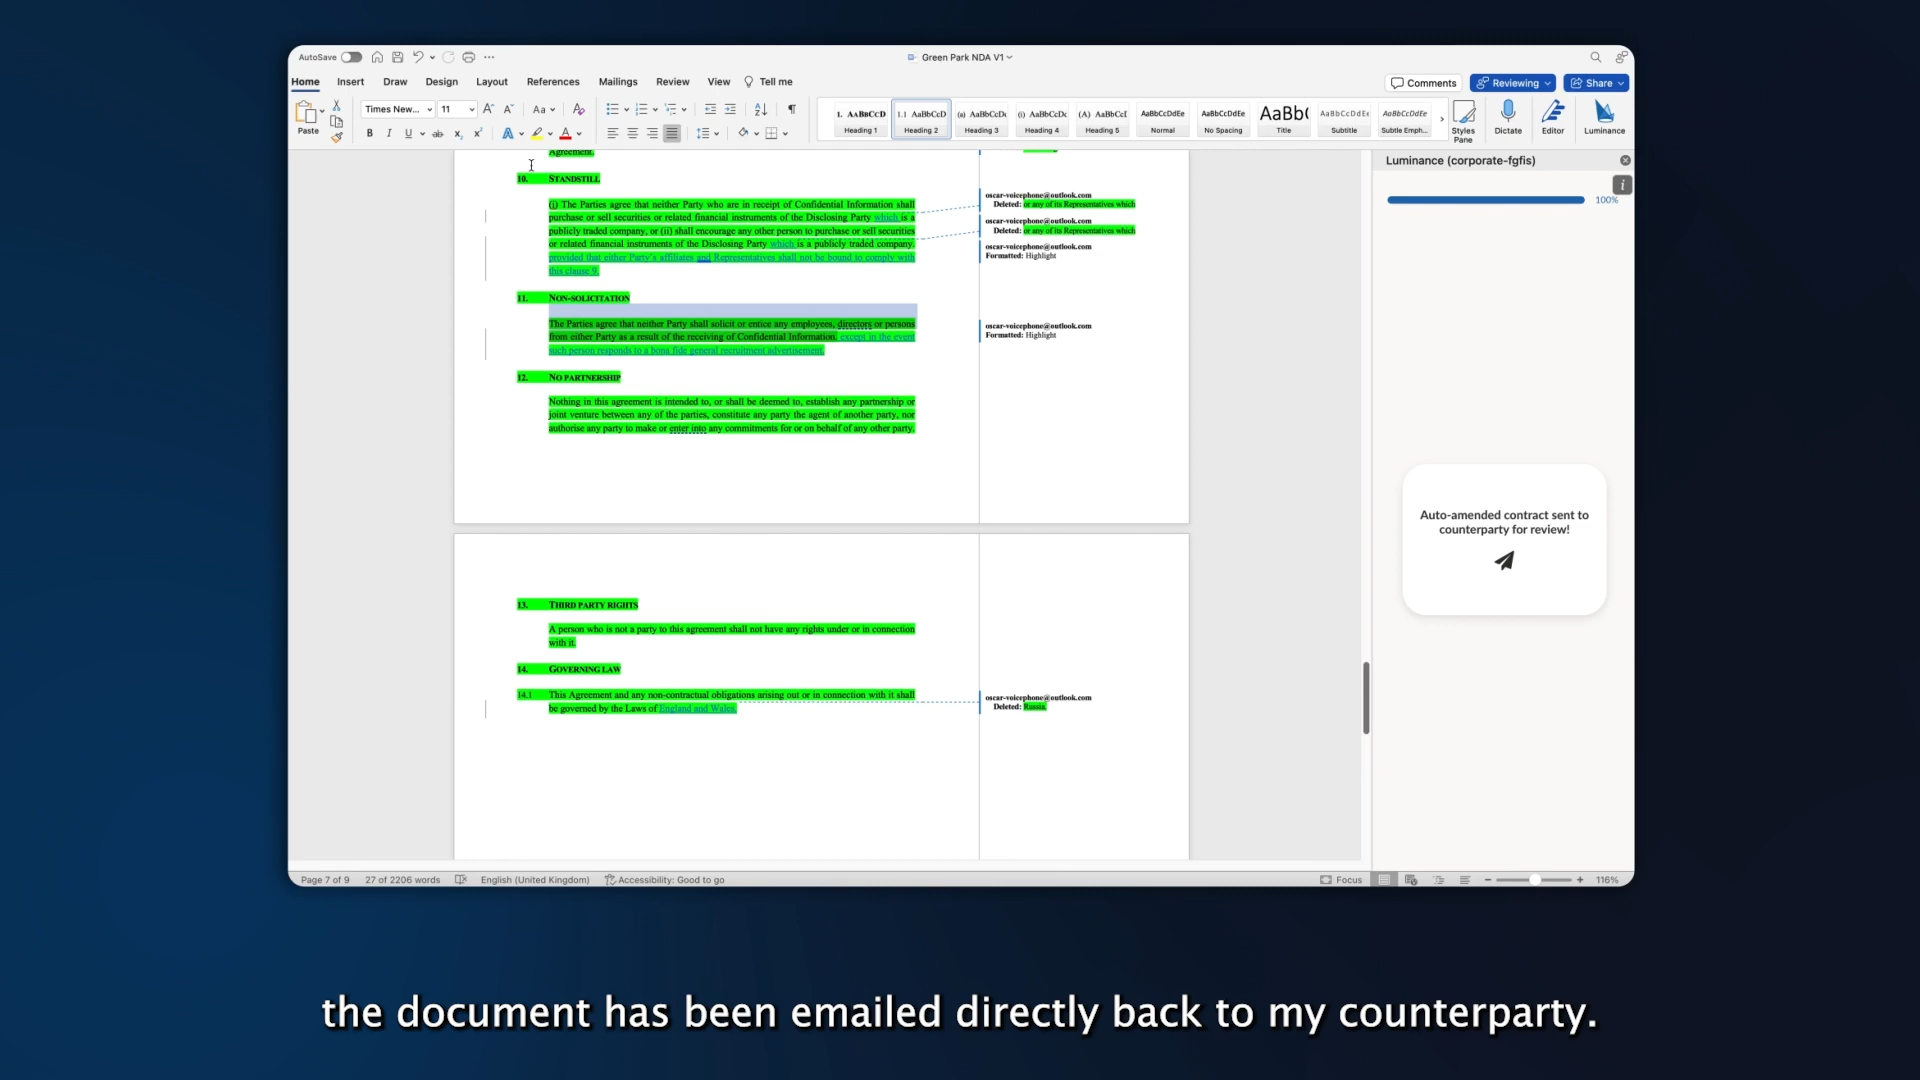 AutoSave
Green Park NDA V1
Home Insert Draw Design Layout References Mailings Review View Tell me
Comments Reviewing Share
Paste
Times New... 11
1. AABBCCD
Heading 1
1.1 AaBbCcD
Heading 2
(a) AaBbCcDc
Heading 3
(i) AaBbCcDc
Heading 4
(A) AaBbCcI
Heading 5
AaBbCcDdEe
Normal
AaBbCcDdEe
No Spacing
AaBb(
Title
AaBbCcDdEe
Subtitle
AaBbCcDdEe
Subtle Emph...
Styles
Pane
Dictate
Editor
Luminance
Agreement.
10. STANDSTILL
(i) The Parties agree that neither Party who are in receipt of Confidential Information shall
purchase or sell securities or related financial instruments of the Disclosing Party which is a
publicly traded company, or (ii) shall encourage any other person to purchase or sell securities
or related financial instruments of the Disclosing Party which is a publicly traded company.
provided that either Party's affiliates and Representatives shall not be bound to comply with
this clause 9.
oscar-voicephone@outlook.com
Deleted: or any of its Representatives which
oscar-voicephone@outlook.com
Deleted: or any of its Representatives which
oscar-voicephone@outlook.com
Formatted: Highlight
11. NON-SOLICITATION
The Parties agree that neither Party shall solicit or entice any employees, directors or persons
from either Party as a result of the receiving of Confidential Information. except in the event
such person responds to a bona fide general recruitment advertisement.
oscar-voicephone@outlook.com
Formatted: Highlight
12. NO PARTNERSHIP
Nothing in this agreement is intended to, or shall be deemed to, establish any partnership or
joint venture between any of the parties, constitute any party the agent of another party, nor
authorise any party to make or enter into any commitments for or on behalf of any other party.
13. THIRD PARTY RIGHTS
A person who is not a party to this agreement shall not have any rights under or in connection
with it.
14. GOVERNING LAW
14.1 This Agreement and any non-contractual obligations arising out or in connection with it shall
be governed by the Laws of England and Wales.
oscar-voicephone@outlook.com
Deleted: Russia.
Luminance (corporate-fgfis)
100%
Auto-amended contract sent to
counterparty for review!
Page 7 of 9 27 of 2206 words English (United Kingdom) Accessibility: Good to go
Focus 116%
the document has been emailed directly back to my counterparty.